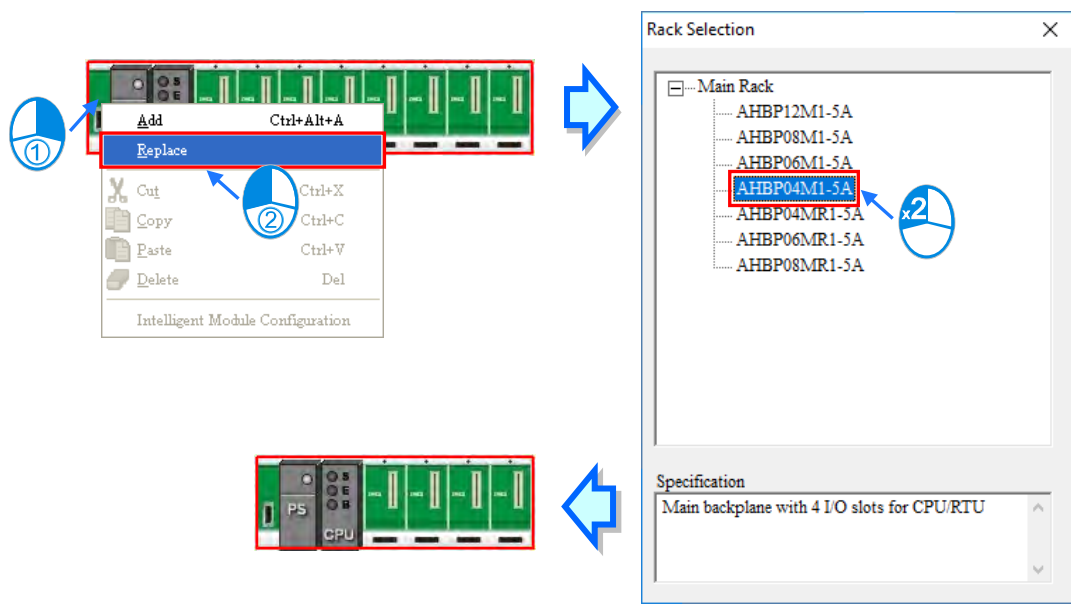 Rack Selection
S
E
Add Ctrl+Alt+A
Replace
Cut Ctrl+X
Copy Ctrl+C
Paste Ctrl+V
Delete Del
Intelligent Module Configuration
1
2
Main Rack
AHBP12M1-5A
AHBP08M1-5A
AHBP06M1-5A
AHBP04M1-5A
AHBP04MR1-5A
AHBP06MR1-5A
AHBP08MR1-5A
x2
Specification
Main backplane with 4 I/O slots for CPU/RTU
S
E
B
PS
CPU